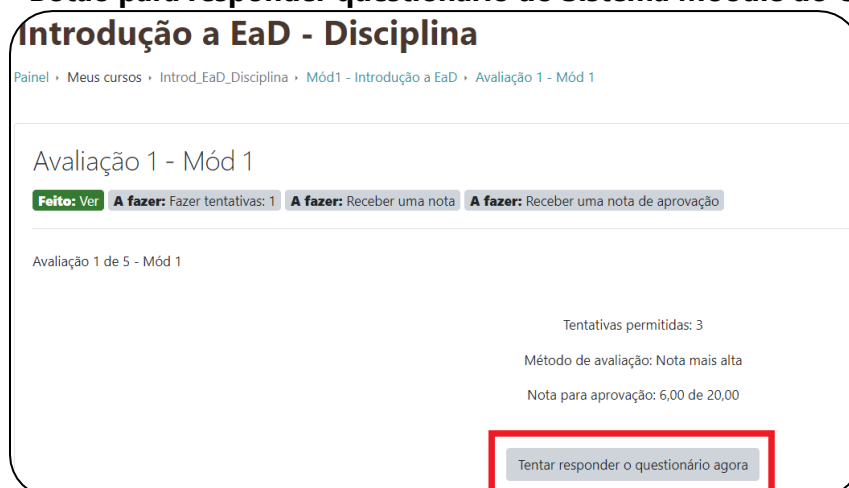 Introdução a EaD - Disciplina
Painel › Meus cursos › Introd_EaD_Disciplina › Mód1 - Introdução a EaD › Avaliação 1 - Mód 1
Avaliação 1 - Mód 1
Feito: Ver A fazer: Fazer tentativas: 1 A fazer: Receber uma nota A fazer: Receber uma nota de aprovação
Avaliação 1 de 5 - Mód 1
Tentativas permitidas: 3
Método de avaliação: Nota mais alta
Nota para aprovação: 6,00 de 20,00
Tentar responder o questionário agora